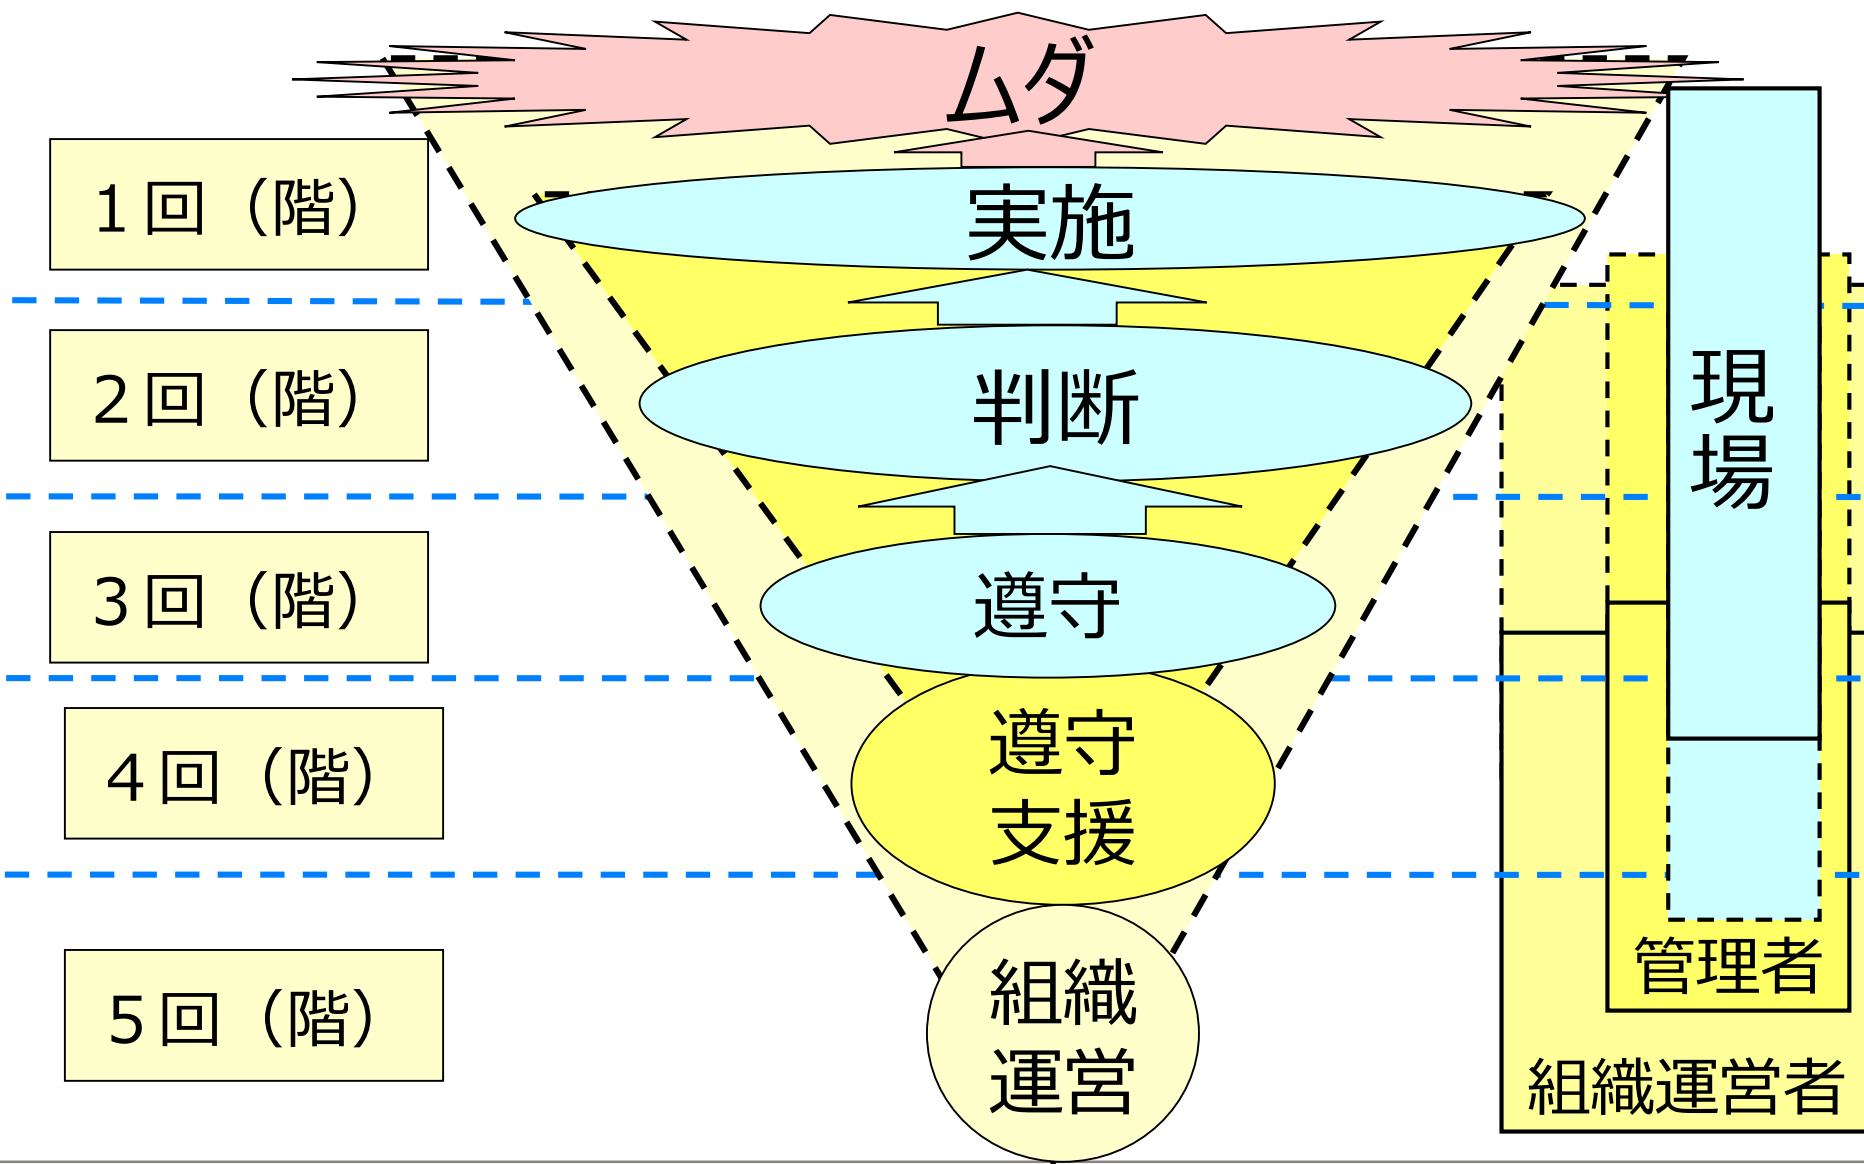 ムダ
1回（階）
実施
2回（階）
判断
現
場
3回（階）
遵守
4回（階）
遵守
支援
管理者
5回（階）
組織
運営
組織運営者